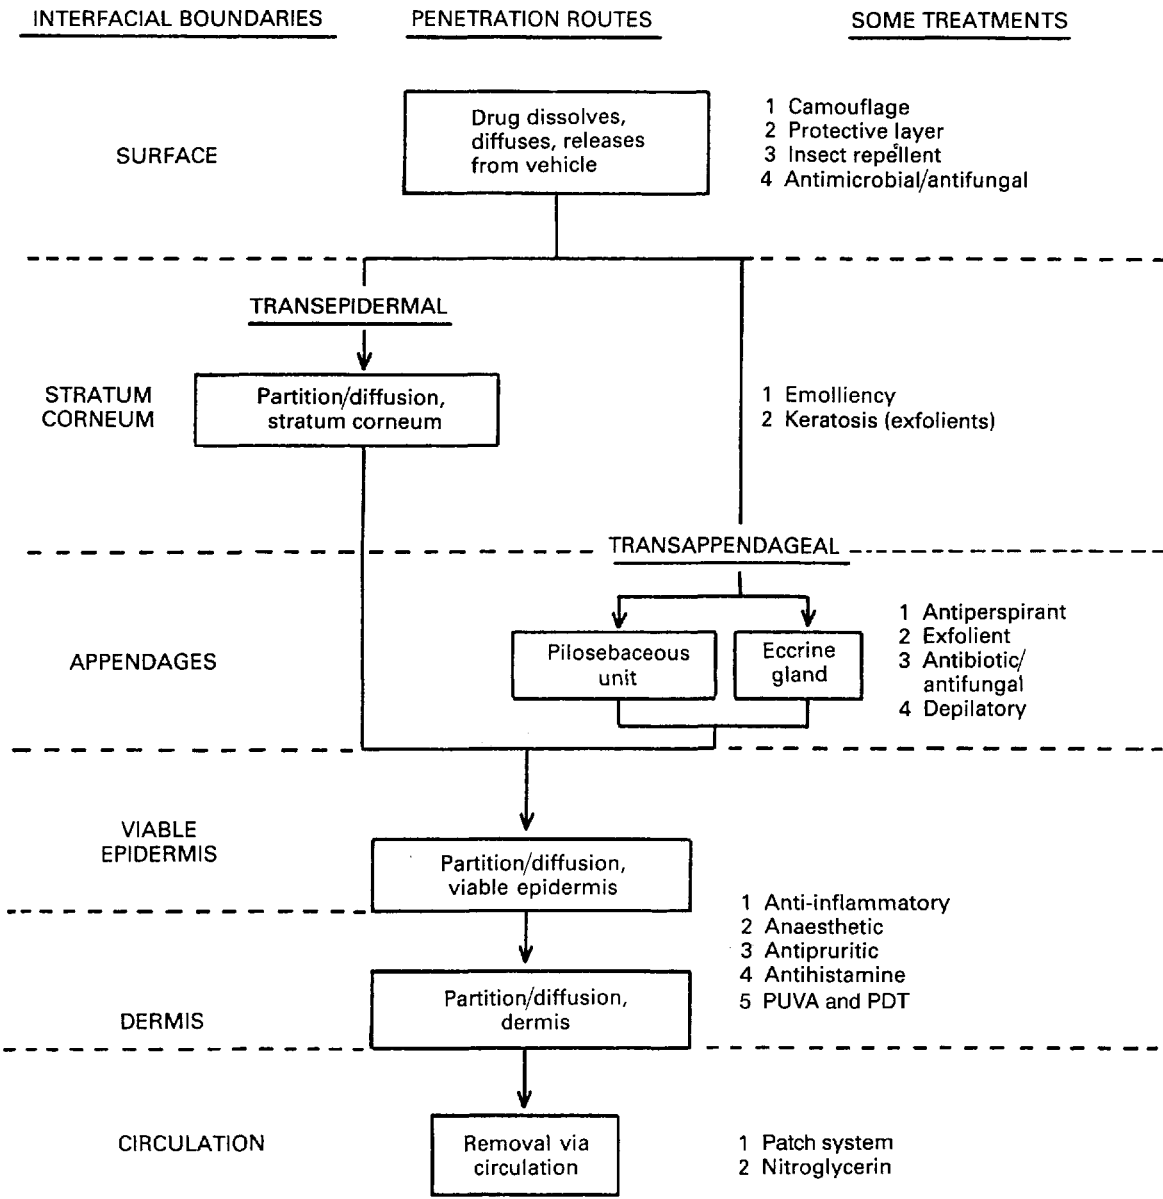 INTERFACIAL BOUNDARIES
PENETRATION ROUTES
SOME TREATMENTS
SURFACE
Drug dissolves,
diffuses, releases
from vehicle
1 Camouflage
2 Protective layer
3 Insect repellent
4 Antimicrobial/antifungal
TRANSEPIDERMAL
STRATUM
CORNEUM
Partition/diffusion,
stratum corneum
1 Emolliency
2 Keratosis (exfolients)
TRANSAPPENDAGEAL
APPENDAGES
Pilosebaceous
unit
Eccrine
gland
1 Antiperspirant
2 Exfolient
3 Antibiotic/
antifungal
4 Depilatory
VIABLE
EPIDERMIS
Partition/diffusion,
viable epidermis
1 Anti-inflammatory
2 Anaesthetic
3 Antipruritic
4 Antihistamine
5 PUVA and PDT
DERMIS
Partition/diffusion,
dermis
CIRCULATION
Removal via
circulation
1 Patch system
2 Nitroglycerin